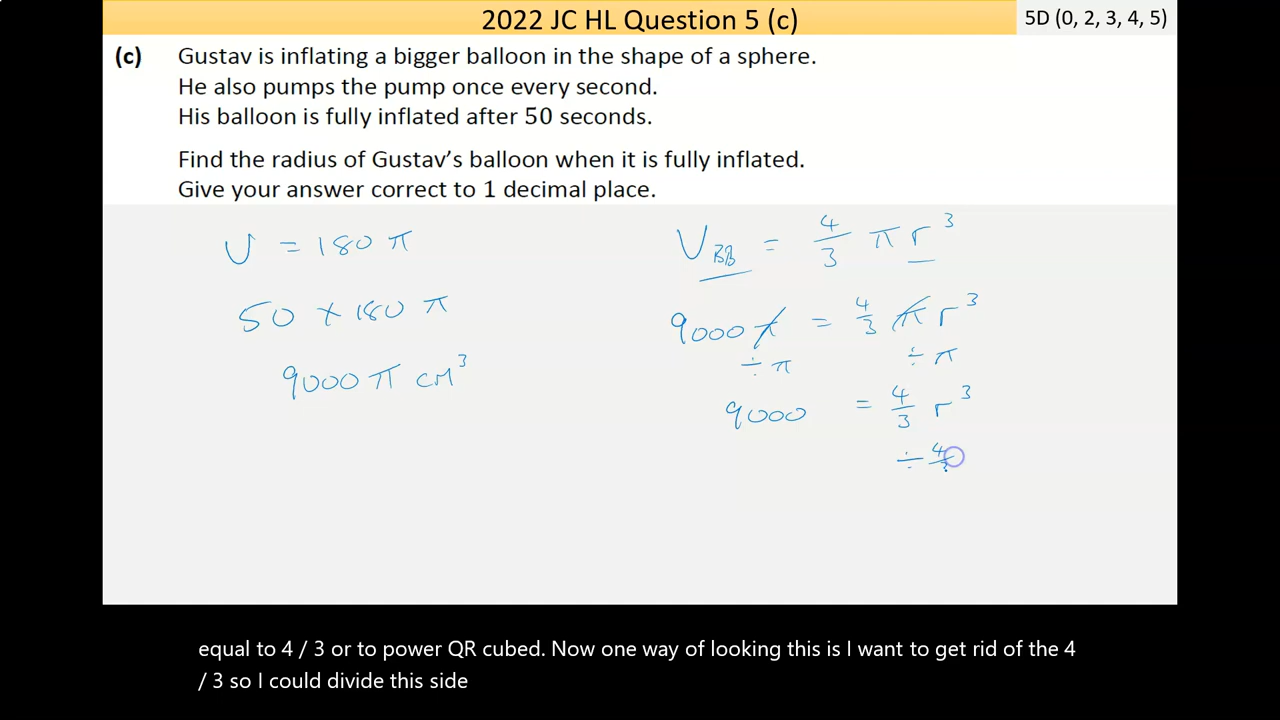 2022 JC HL Question 5 (c)
5D (0, 2, 3, 4, 5)
(c) Gustav is inflating a bigger balloon in the shape of a sphere.
He also pumps the pump once every second.
His balloon is fully inflated after 50 seconds.
Find the radius of Gustav's balloon when it is fully inflated.
Give your answer correct to 1 decimal place.
V = 180 π
50 × 180 π
9000 π cm³
V_BB = 4/3 π r³
9000 π = 4/3 π r³
÷ π ÷ π
9000 = 4/3 r³
÷ 4/3
equal to 4 / 3 or to power QR cubed. Now one way of looking this is I want to get rid of the 4
/ 3 so I could divide this side